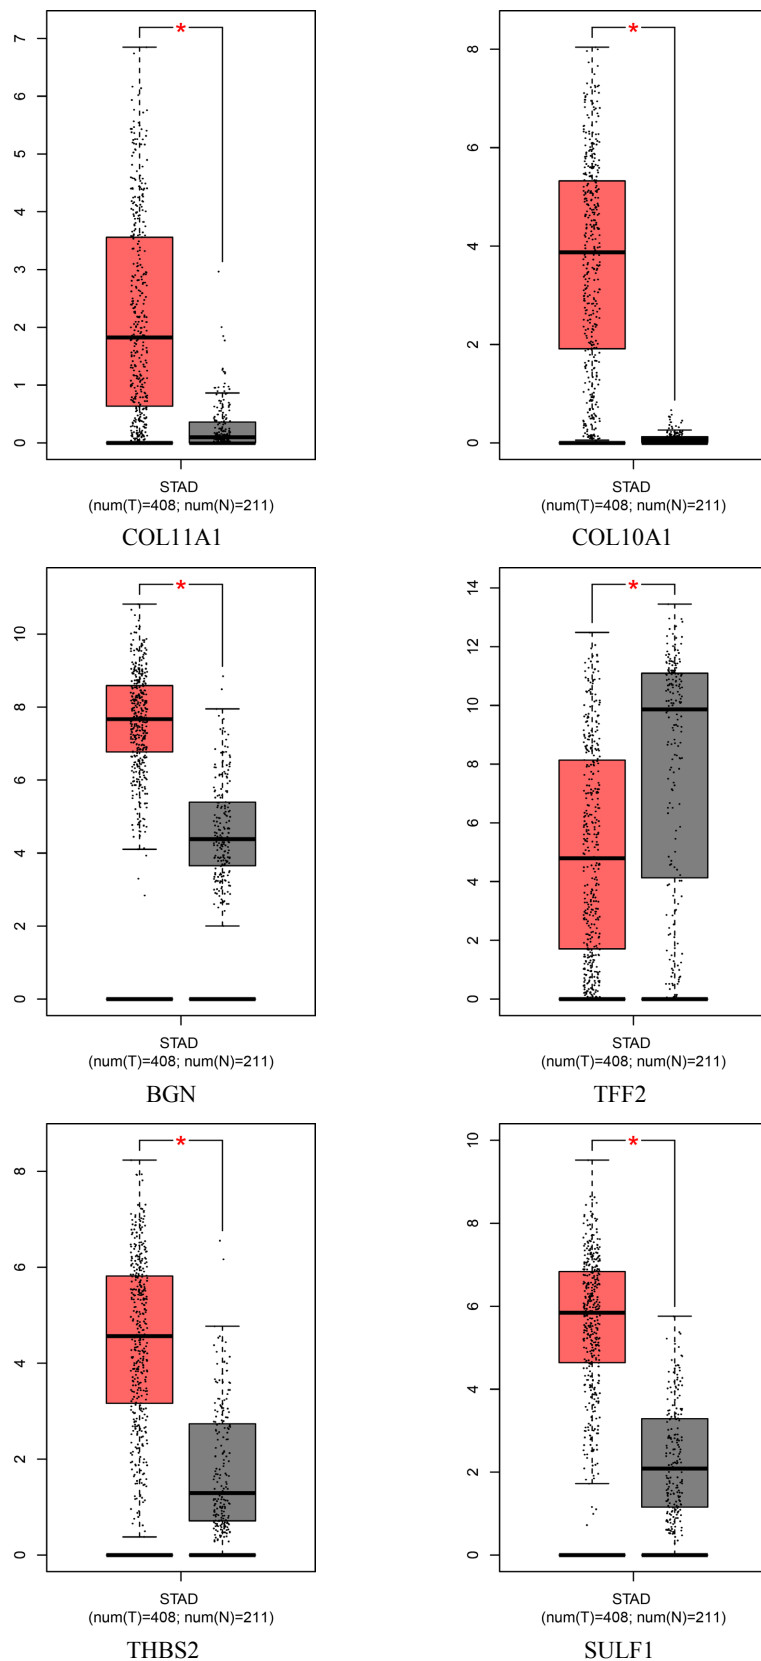 *
7
6
5
4
3
2
1
0
STAD
(num(T)=408; num(N)=211)
COL11A1
*
8
6
4
2
0
STAD
(num(T)=408; num(N)=211)
COL10A1
*
10
8
6
4
2
0
STAD
(num(T)=408; num(N)=211)
BGN
*
14
12
10
8
6
4
2
0
STAD
(num(T)=408; num(N)=211)
TFF2
*
8
6
4
2
0
STAD
(num(T)=408; num(N)=211)
THBS2
*
10
8
6
4
2
0
STAD
(num(T)=408; num(N)=211)
SULF1